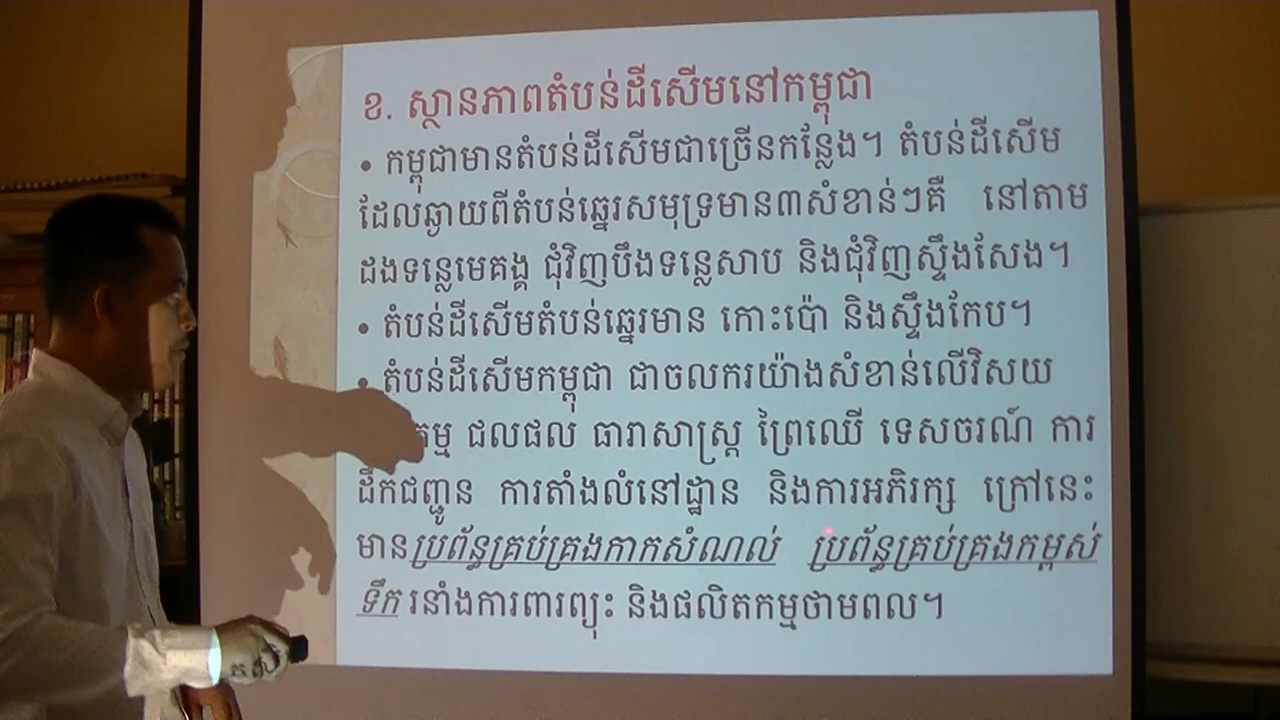 ខ. ស្ថានភាពតំបន់ដីសើមនៅកម្ពុជា
• កម្ពុជាមានតំបន់ដីសើមជាច្រើនកន្លែង។ តំបន់ដីសើម
ដែលឆ្ងាយពីតំបន់ឆ្នេរសមុទ្រមាន៣សំខាន់ៗគឺ នៅតាម
ដងទន្លេមេគង្គ ជុំវិញបឹងទន្លេសាប និងជុំវិញស្ទឹងសែង។
• តំបន់ដីសើមតំបន់ឆ្នេរមាន កោះប៉ោ និងស្ទឹងកែប។
• តំបន់ដីសើមកម្ពុជា ជាចលករយ៉ាងសំខាន់លើវិសយ
កម្ម ជលផល ធារាសាស្ត្រ ព្រៃឈើ ទេសចរណ៍ ការ
ដឹកជញ្ជូន ការតាំងលំនៅដ្ឋាន និងការអភិរក្ស ក្រៅនេះ
មានប្រព័ន្ធគ្រប់គ្រងកាកសំណល់ ប្រព័ន្ធគ្រប់គ្រងកម្ពស់
ទឹក រនាំងការពារព្យុះ និងផលិតកម្មថាមពល។